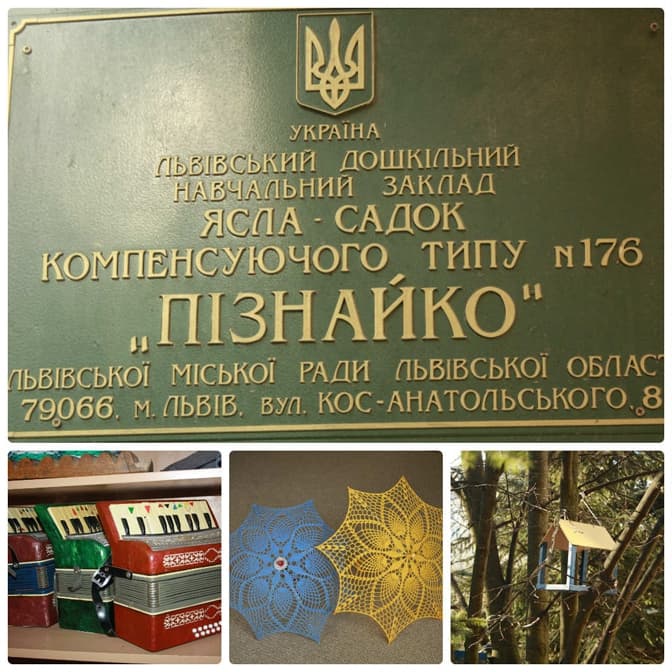 УКРАЇНА
ЛЬВІВСЬКИЙ ДОШКІЛЬНИЙ
НАВЧАЛЬНИЙ ЗАКЛАД
ЯСЛА - САДОК
КОМПЕНСУЮЧОГО ТИПУ N176
„ПІЗНАЙКО“
ЛЬВІВСЬКОЇ МІСЬКОЇ РАДИ ЛЬВІВСЬКОЇ ОБЛАСТ
79066, м. ЛЬВІВ, вул. КОС-АНАТОЛЬСЬКОГО, 8